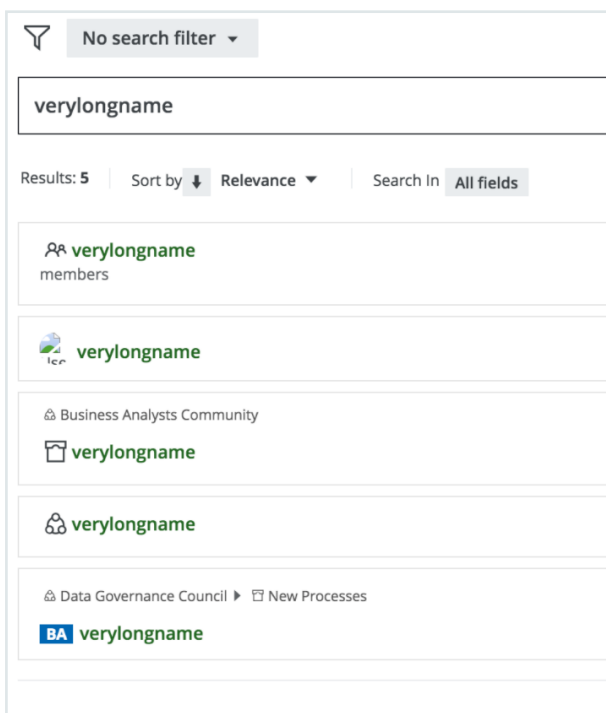 No search filter
verylongname
Results: 5 Sort by Relevance Search In All fields
verylongname
members
verylongname
Business Analysts Community
verylongname
verylongname
Data Governance Council New Processes
BA verylongname